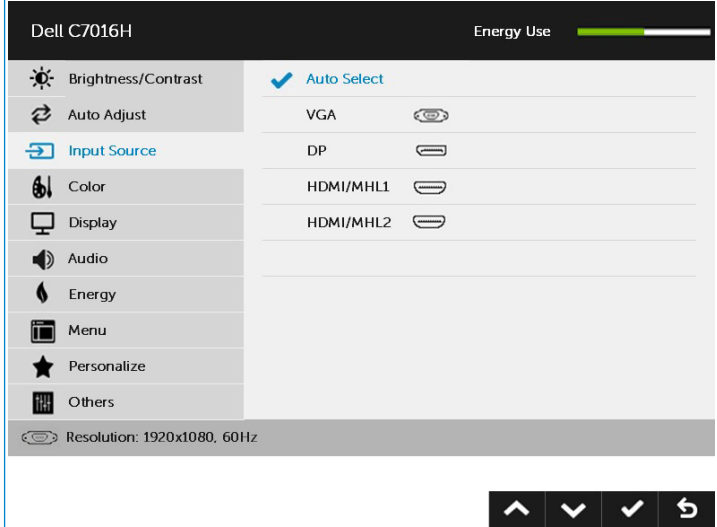 Dell C7016H
Energy Use
Brightness/Contrast
Auto Adjust
Input Source
Color
Display
Audio
Energy
Menu
Personalize
Others
Auto Select
VGA
DP
HDMI/MHL1
HDMI/MHL2
Resolution: 1920x1080, 60Hz